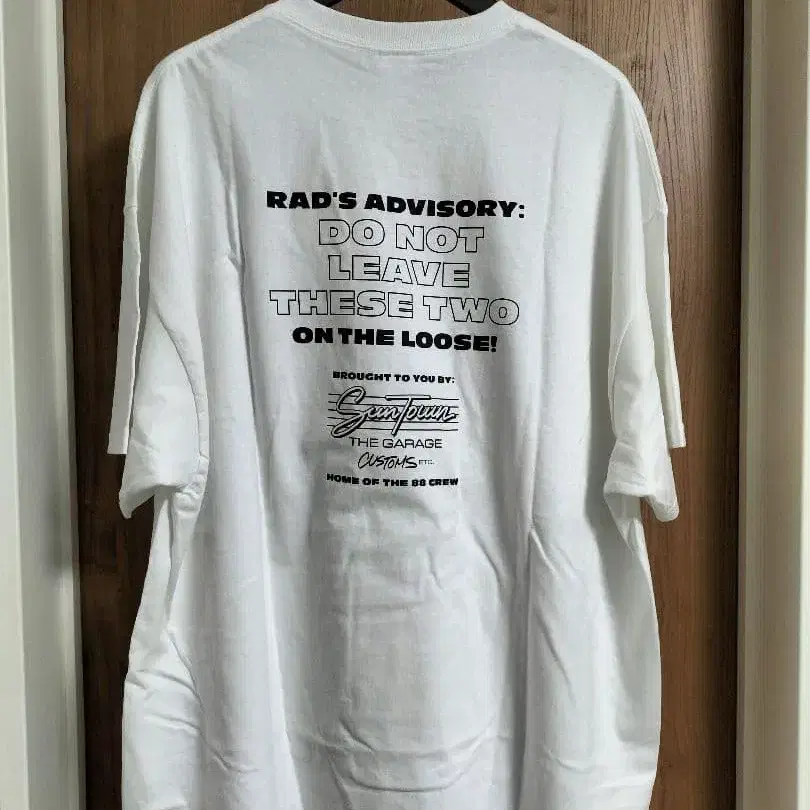 RAD'S ADVISORY:
DO NOT
LEAVE
THESE TWO
ON THE LOOSE!
BROUGHT TO YOU BY:
SunTown
THE GARAGE
CUSTOMS ETC.
HOME OF THE 88 CREW